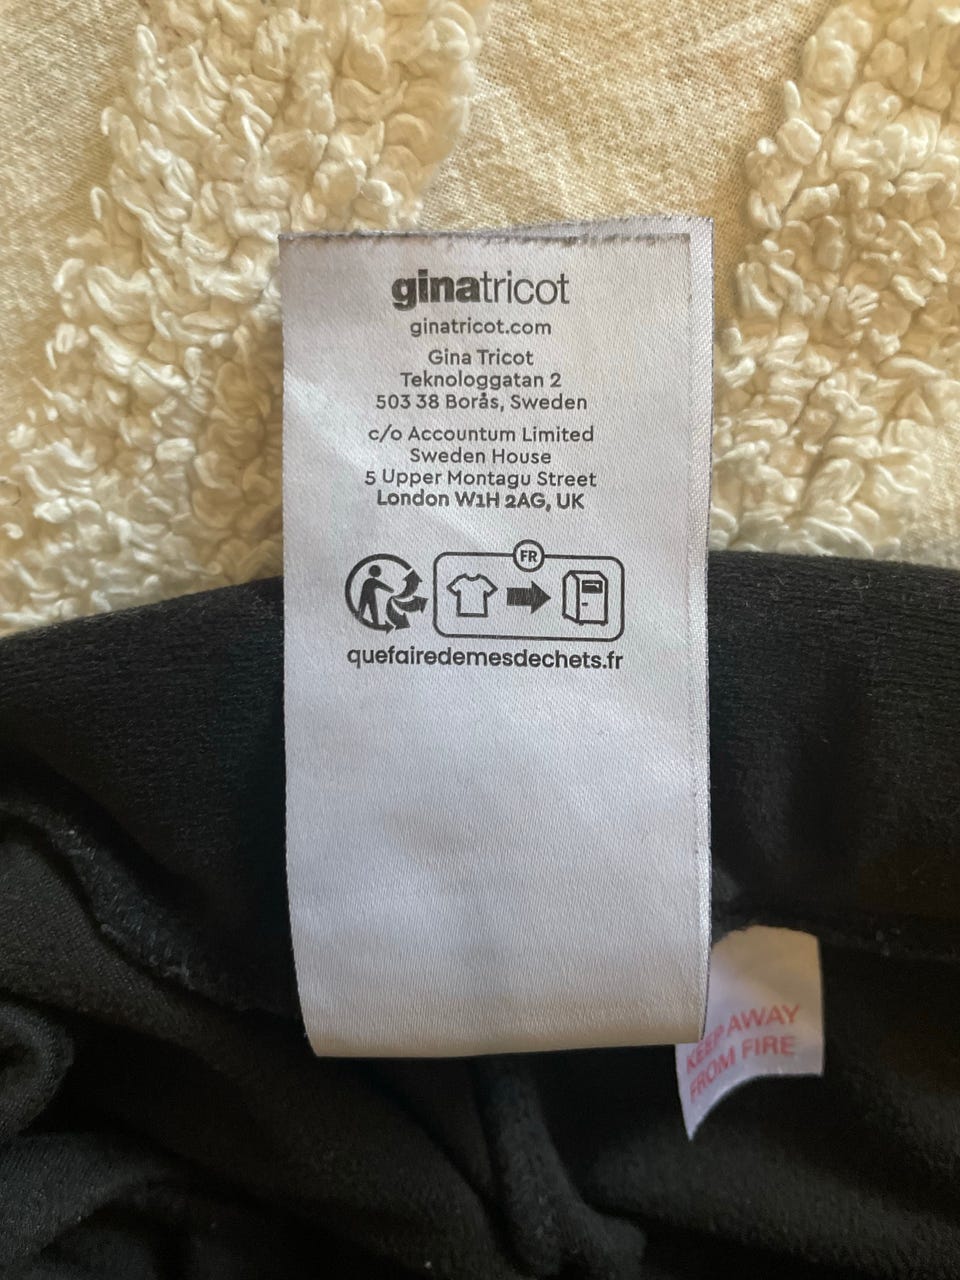 ginatricot
ginatricot.com
Gina Tricot
Teknologgatan 2
503 38 Borås, Sweden
c/o Accountum Limited
Sweden House
5 Upper Montagu Street
London W1H 2AG, UK
FR
quefairedemesdechets.fr
KEEP AWAY
FROM FIRE